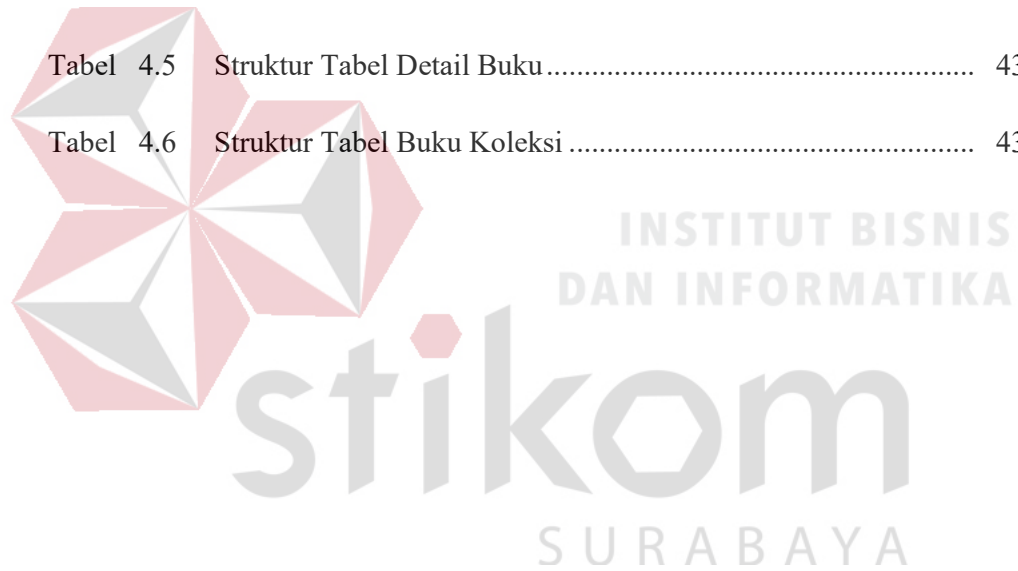 Tabel 4.5 Struktur Tabel Detail Buku ......................................................... 43
Tabel 4.6 Struktur Tabel Buku Koleksi ...................................................... 43
INSTITUT BISNIS
DAN INFORMATIKA
stikom
SURABAYA